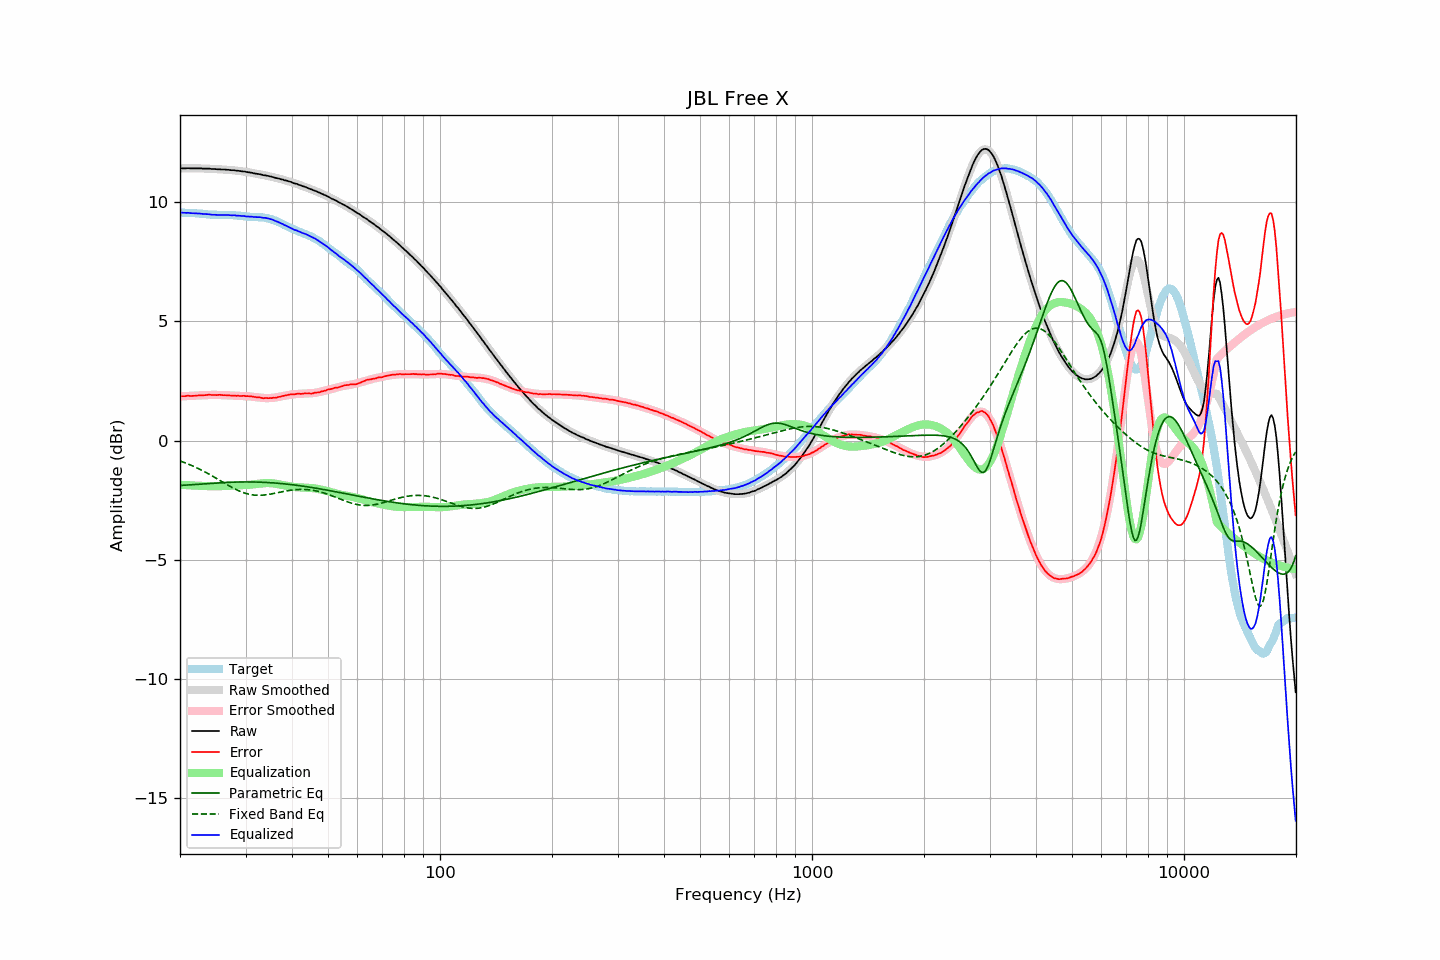 JBL Free X
Amplitude (dBr)
10
5
0
−5
−10
−15
Target
Raw Smoothed
Error Smoothed
Raw
Error
Equalization
Parametric Eq
Fixed Band Eq
Equalized
100
1000
10000
Frequency (Hz)